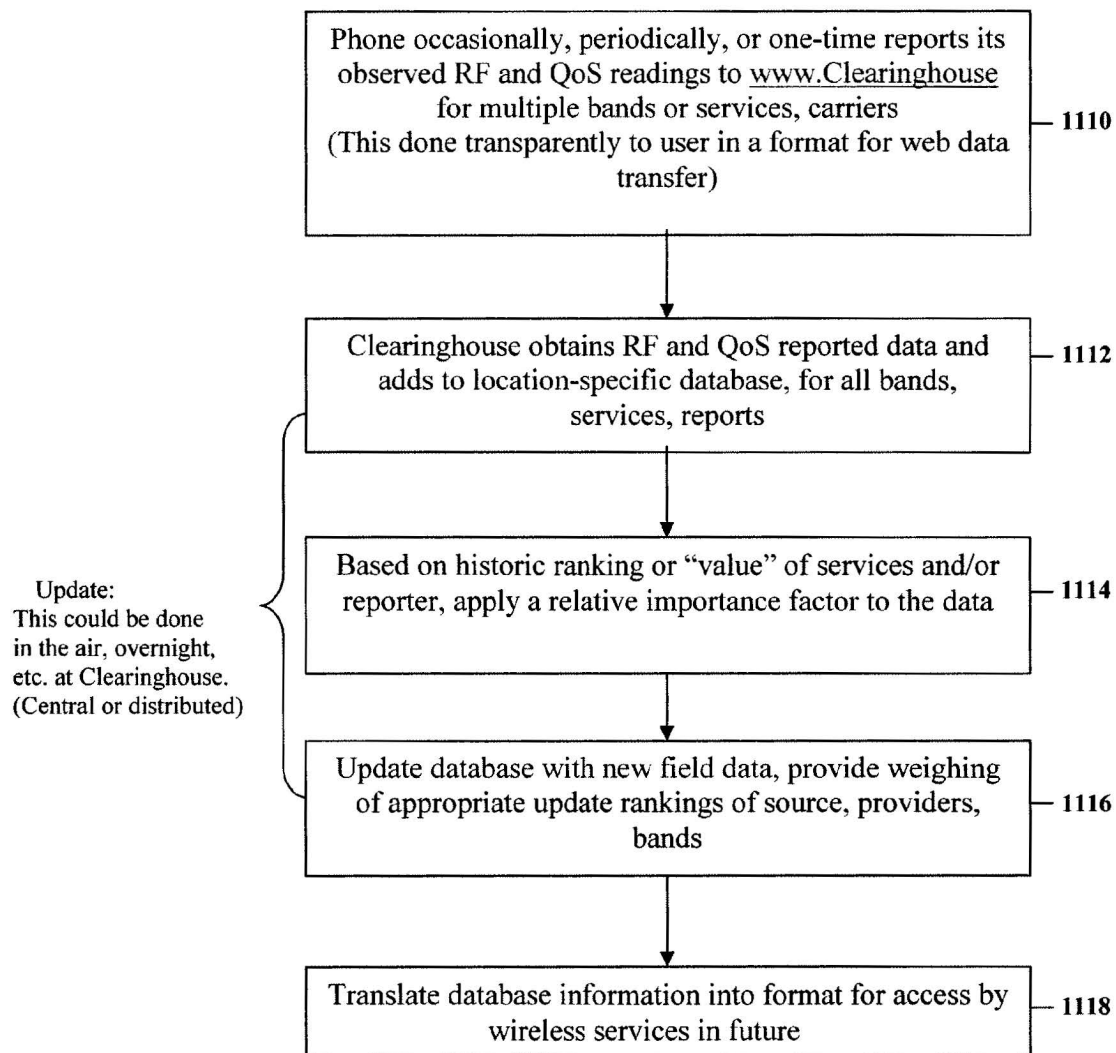 Phone occasionally, periodically, or one-time reports its
observed RF and QoS readings to www.Clearinghouse
for multiple bands or services, carriers
(This done transparently to user in a format for web data
transfer)
1110
Clearinghouse obtains RF and QoS reported data and
adds to location-specific database, for all bands,
services, reports
1112
Based on historic ranking or “value” of services and/or
reporter, apply a relative importance factor to the data
1114
Update:
This could be done
in the air, overnight,
etc. at Clearinghouse.
(Central or distributed)
Update database with new field data, provide weighing
of appropriate update rankings of source, providers,
bands
1116
Translate database information into format for access by
wireless services in future
1118